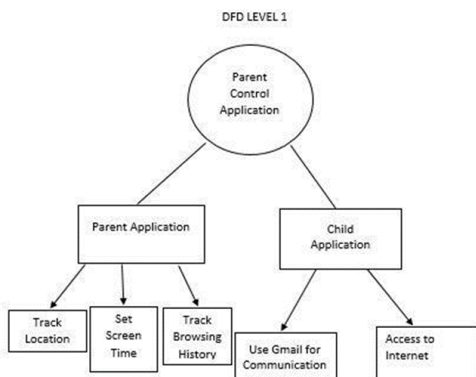 DFD LEVEL 1
Parent
Control
Application
Parent Application
Child
Application
Track
Location
Set
Screen
Time
Track
Browsing
History
Use Gmail for
Communication
Access to
Internet